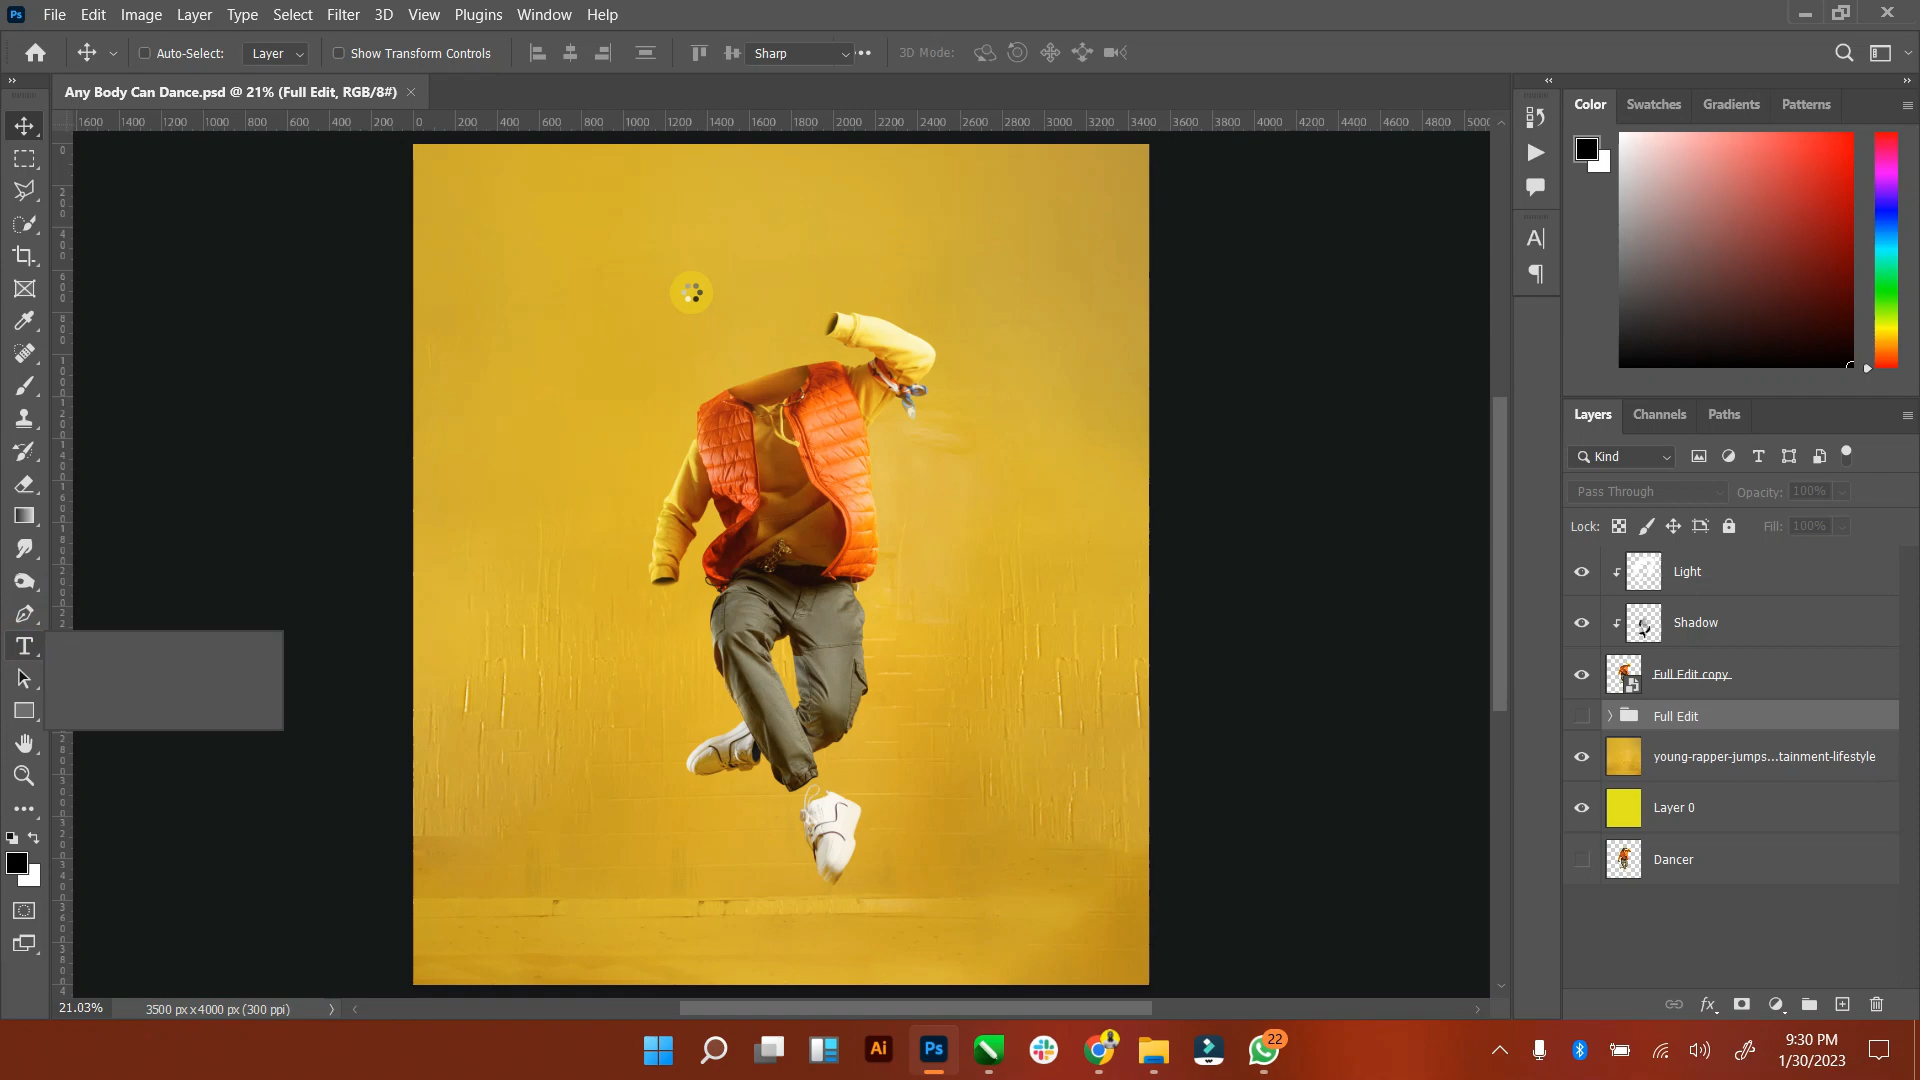 Ps File Edit Image Layer Type Select Filter 3D View Plugins Window Help
Auto-Select: Layer Show Transform Controls Sharp 3D Mode:
Any Body Can Dance.psd @ 21% (Full Edit, RGB/8#)
1600 1400 1200 1000 800 600 400 200 0 200 400 600 800 1000 1200 1400 1600 1800 2000 2200 2400 2600 2800 3000 3200 3400 3600 3800 4000 4200 4400 4600 4800 5000
Color Swatches Gradients Patterns
Layers Channels Paths
Kind
Pass Through Opacity: 100%
Lock: Fill: 100%
Light
Shadow
Full Edit copy
Full Edit
young-rapper-jumps...tainment-lifestyle
Layer 0
Dancer
fx
21.03% 3500 px x 4000 px (300 ppi)
Ai Ps 22
9:30 PM
1/30/2023